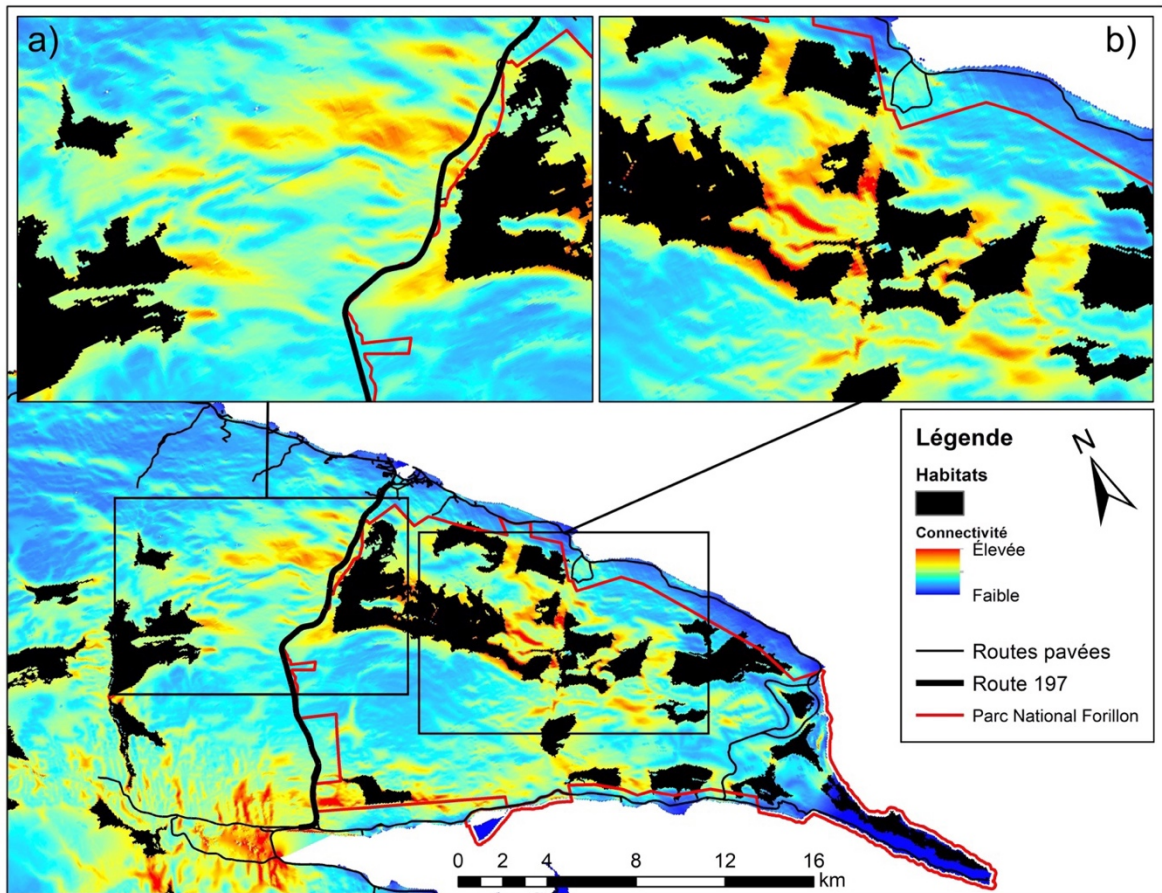 a)
b)
Légende
N
Habitats
Connectivité
Élevée
Faible
Routes pavées
Route 197
Parc National Forillon
0 2 4 8 12 16
km